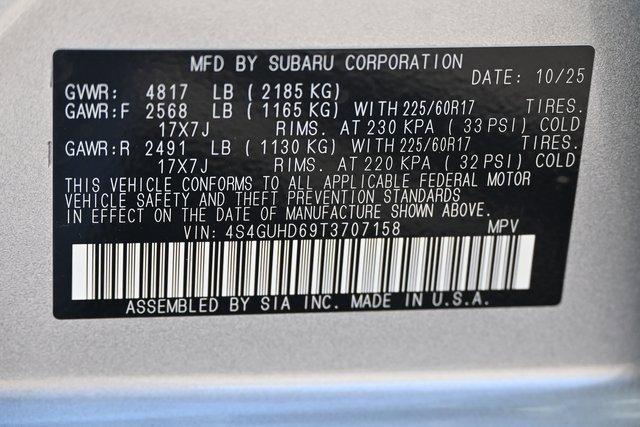 MFD BY SUBARU CORPORATION
DATE: 10/25
GVWR: 4817 LB (2185 KG)
GAWR:F 2568 LB (1165 KG) WITH 225/60R17 TIRES.
17X7J RIMS. AT 230 KPA (33 PSI) COLD
GAWR:R 2491 LB (1130 KG) WITH 225/60R17 TIRES.
17X7J RIMS. AT 220 KPA (32 PSI) COLD
THIS VEHICLE CONFORMS TO ALL APPLICABLE FEDERAL MOTOR
VEHICLE SAFETY AND THEFT PREVENTION STANDARDS
IN EFFECT ON THE DATE OF MANUFACTURE SHOWN ABOVE.
VIN: 4S4GUHD69T3707158 MPV
ASSEMBLED BY SIA INC. MADE IN U.S.A.